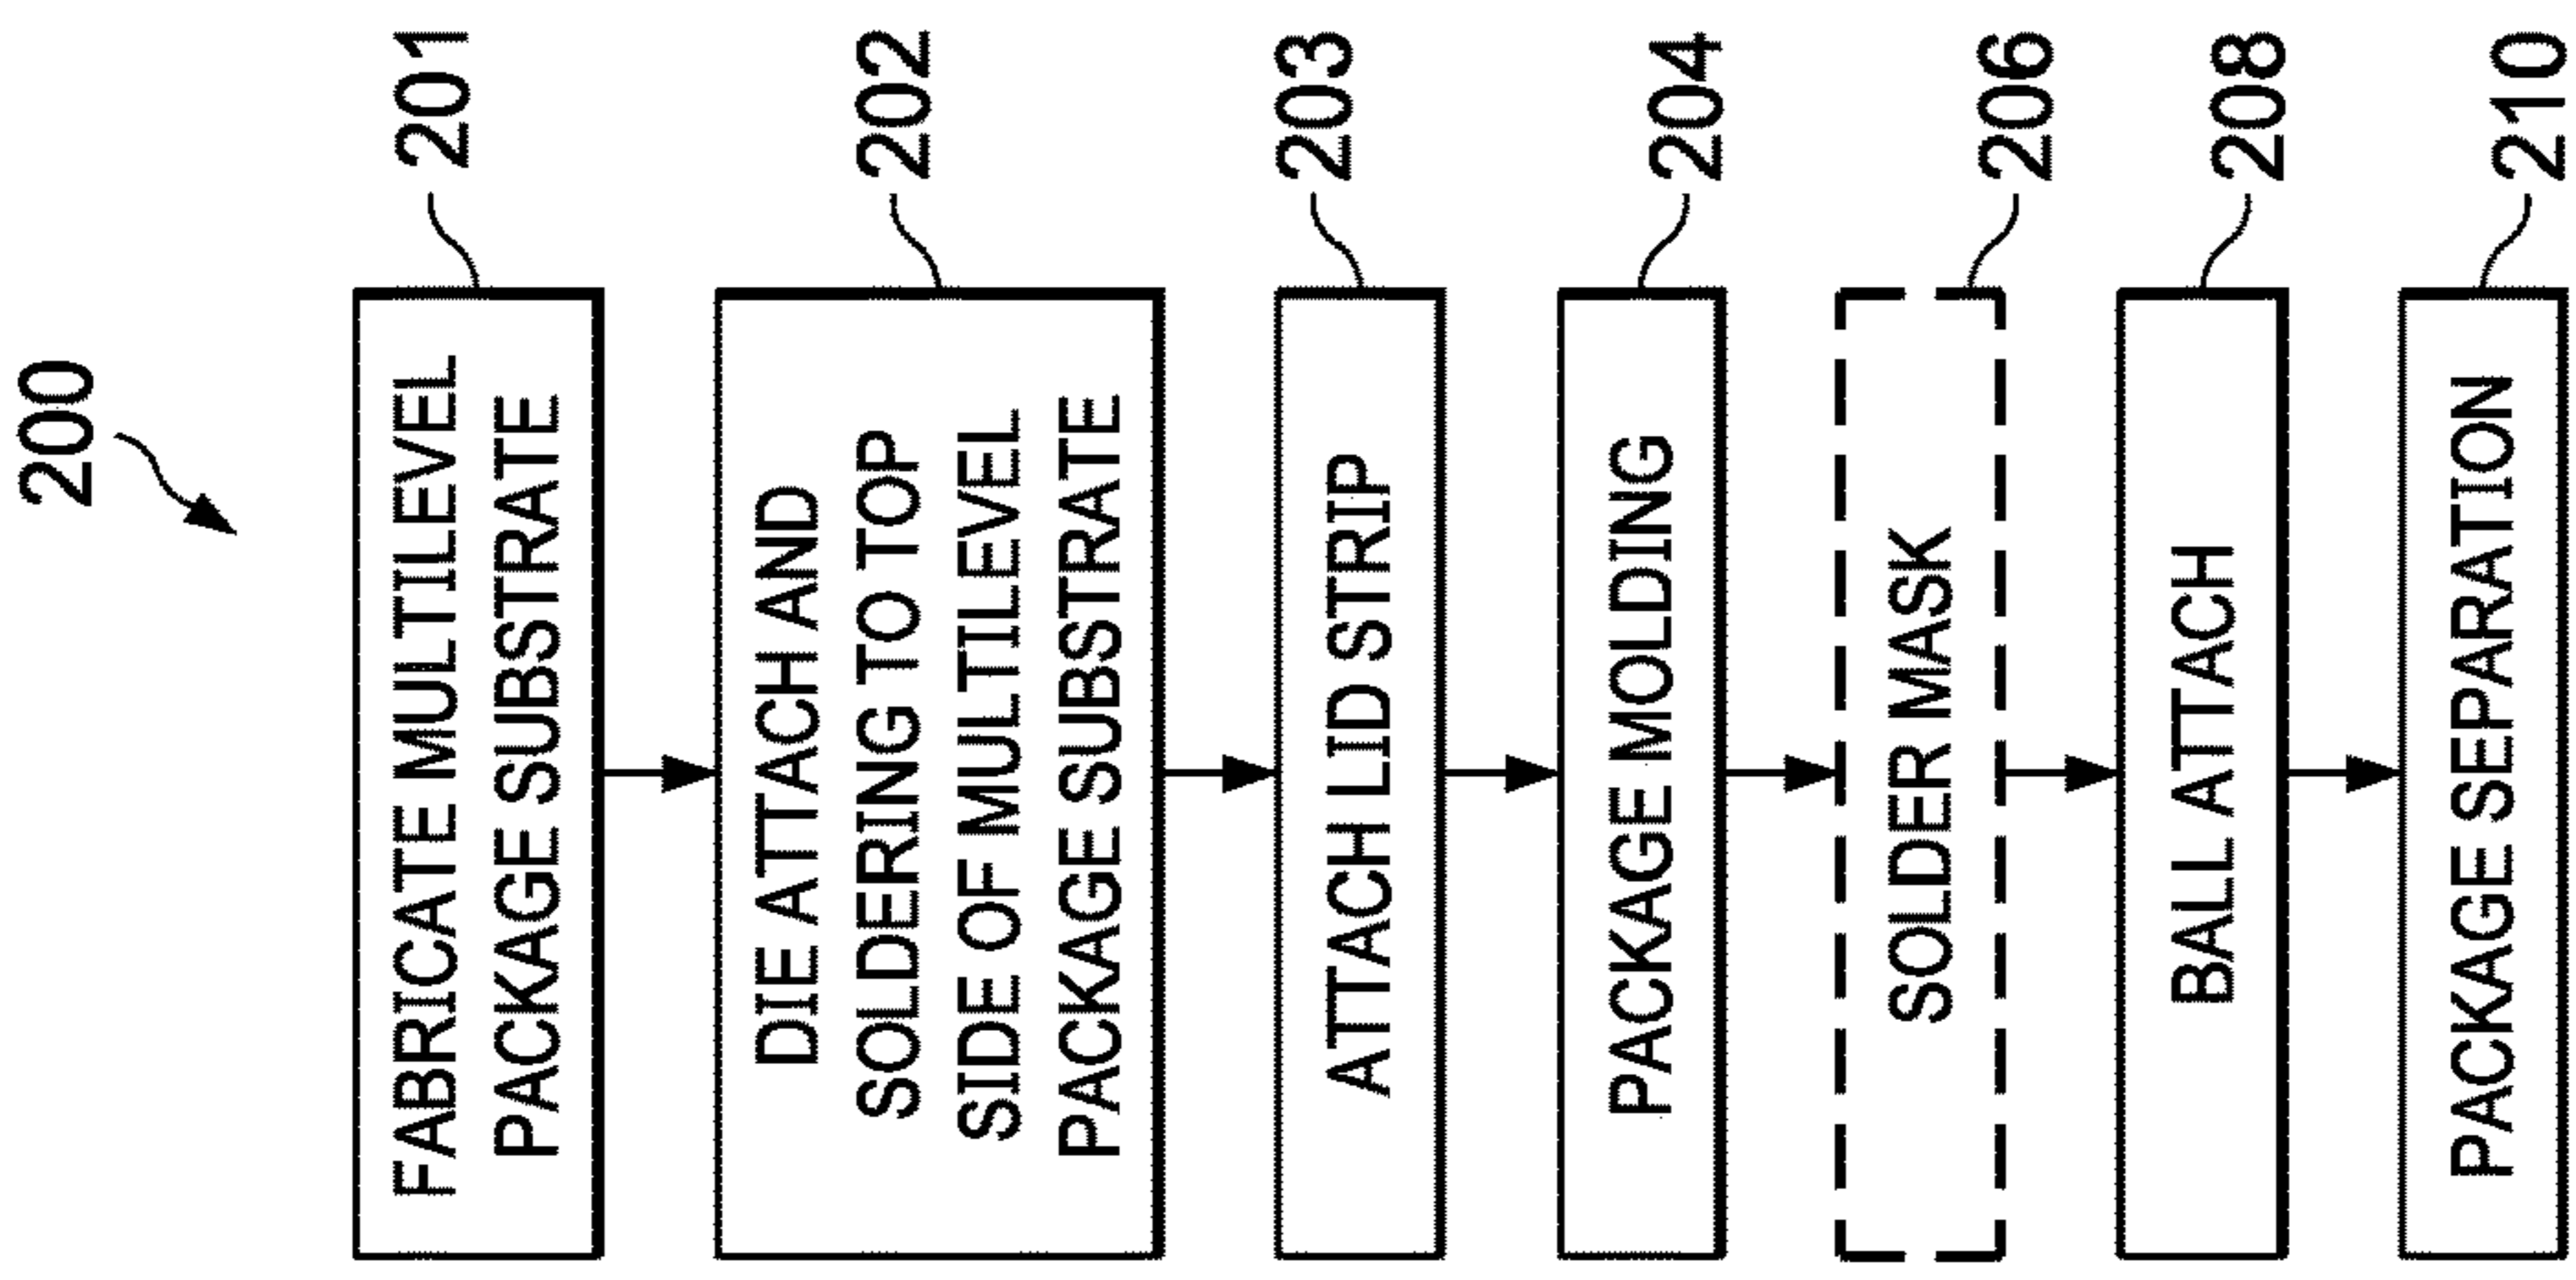 200
FABRICATE MULTILEVEL
PACKAGE SUBSTRATE
201
DIE ATTACH AND
SOLDERING TO TOP
SIDE OF MULTILEVEL
PACKAGE SUBSTRATE
202
ATTACH LID STRIP
203
PACKAGE MOLDING
204
SOLDER MASK
206
BALL ATTACH
208
PACKAGE SEPARATION
210